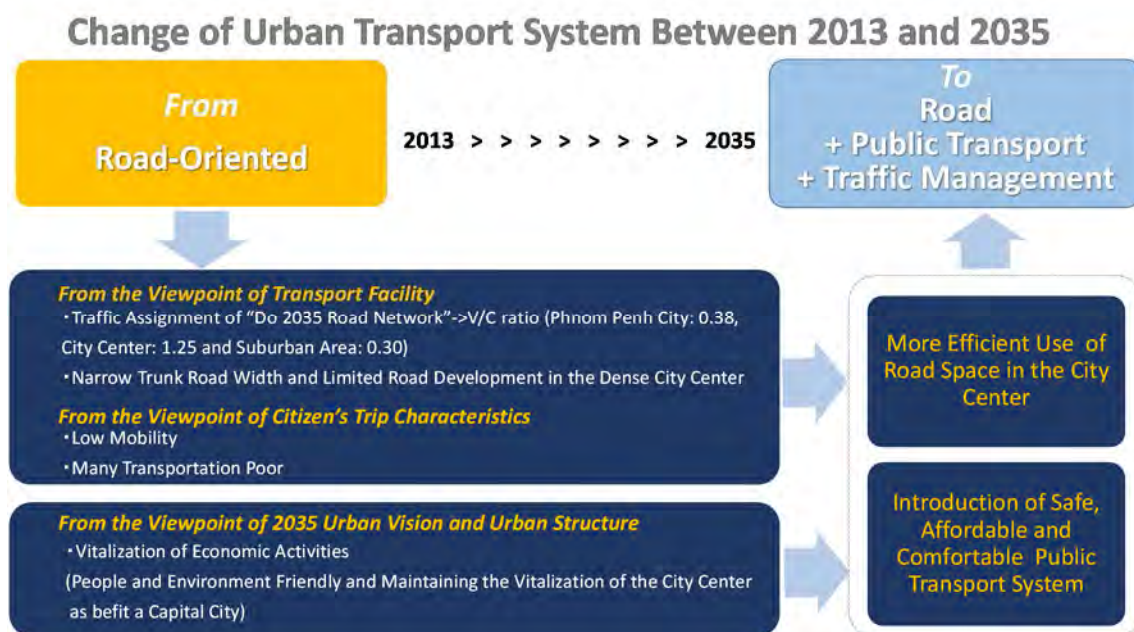 Change of Urban Transport System Between 2013 and 2035
From
Road-Oriented
2013 > > > > > > > > 2035
To
Road
+ Public Transport
+ Traffic Management
From the Viewpoint of Transport Facility
・Traffic Assignment of “Do 2035 Road Network”->V/C ratio (Phnom Penh City: 0.38,
City Center: 1.25 and Suburban Area: 0.30)
・Narrow Trunk Road Width and Limited Road Development in the Dense City Center
From the Viewpoint of Citizen’s Trip Characteristics
・Low Mobility
・Many Transportation Poor
From the Viewpoint of 2035 Urban Vision and Urban Structure
・Vitalization of Economic Activities
(People and Environment Friendly and Maintaining the Vitalization of the City Center
as befit a Capital City)
More Efficient Use of
Road Space in the City
Center
Introduction of Safe,
Affordable and
Comfortable Public
Transport System